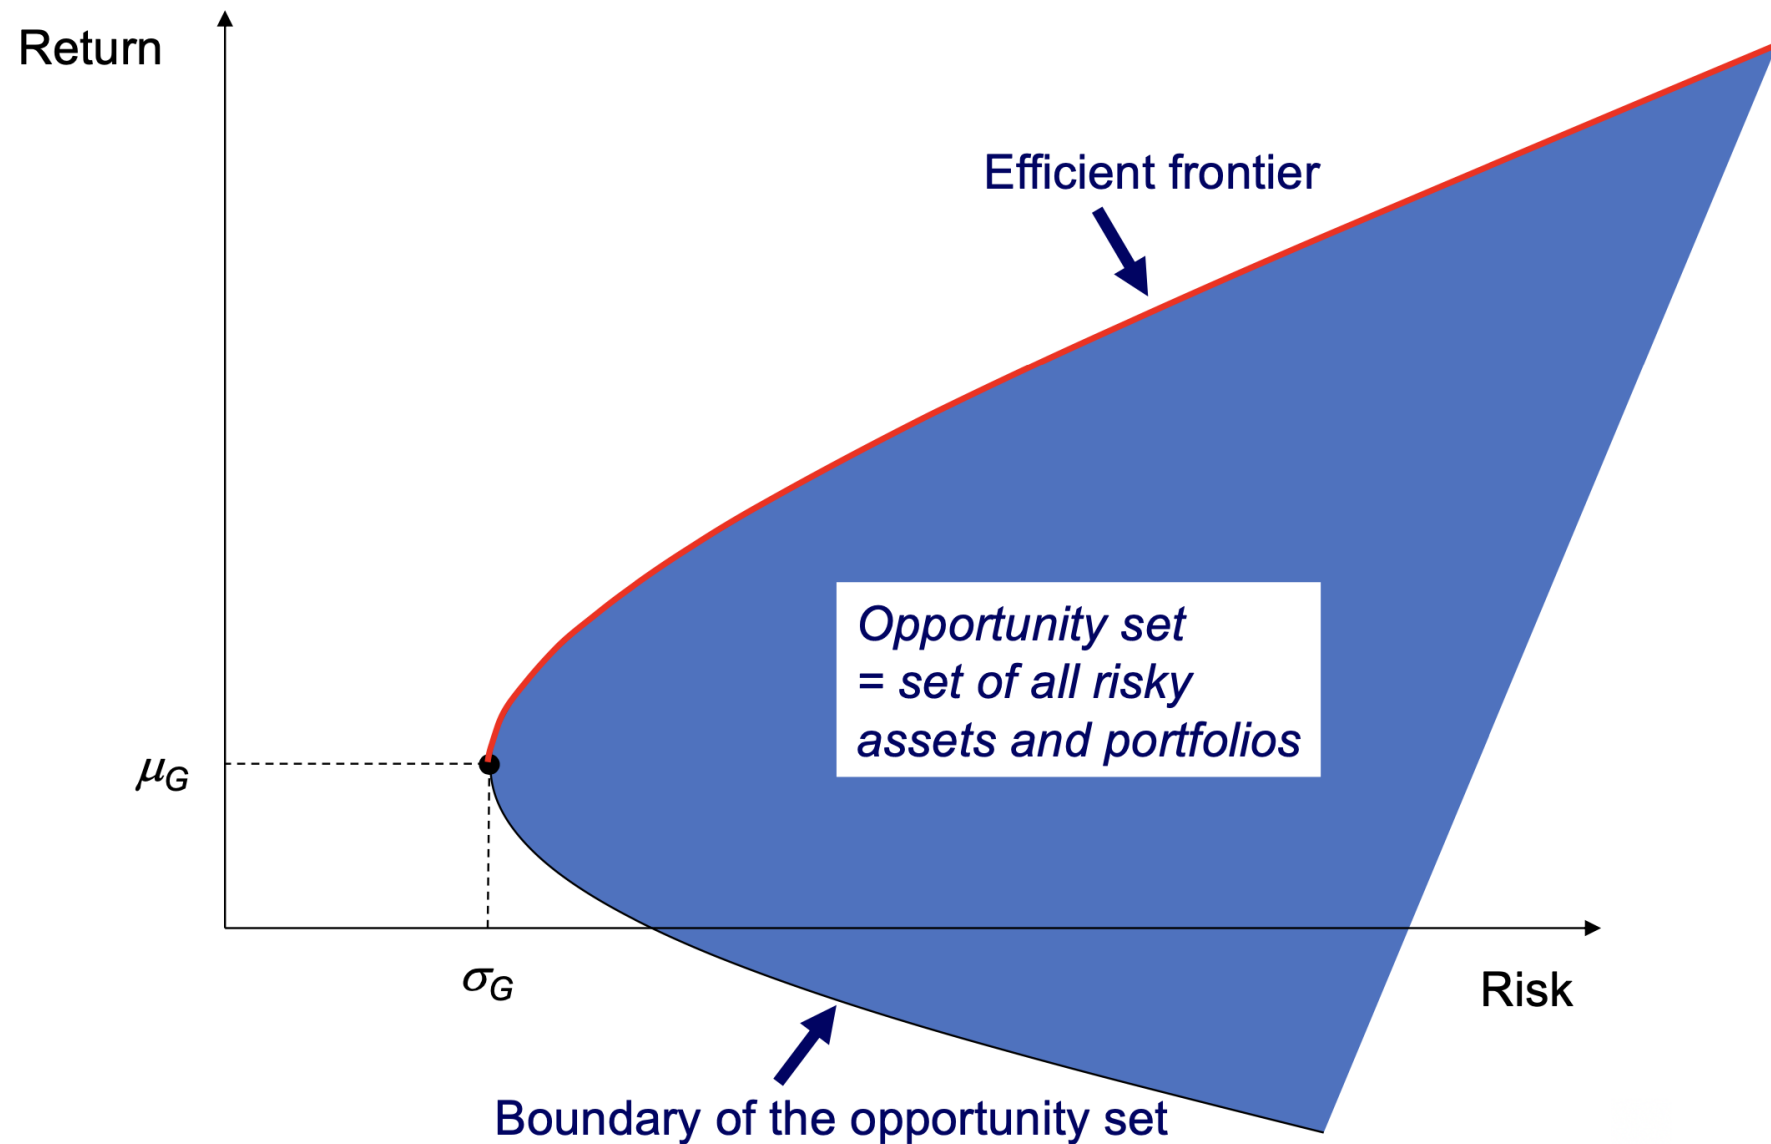 Return
Efficient frontier
Opportunity set
= set of all risky
assets and portfolios
μG
σG
Risk
Boundary of the opportunity set